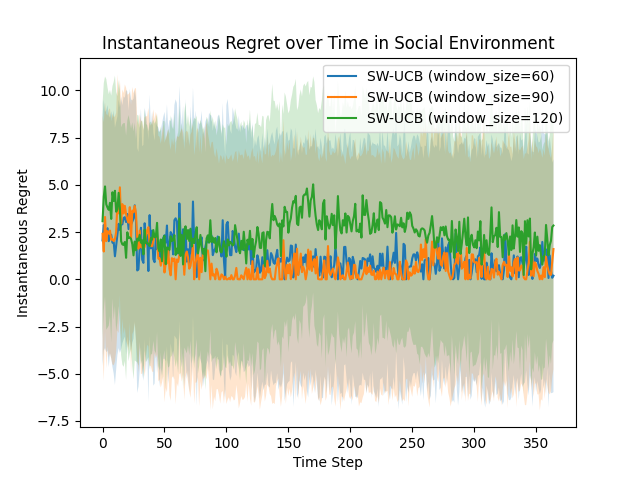 Instantaneous Regret over Time in Social Environment
SW-UCB (window_size=60)
SW-UCB (window_size=90)
SW-UCB (window_size=120)
Instantaneous Regret
10.0
7.5
5.0
2.5
0.0
−2.5
−5.0
−7.5
0 50 100 150 200 250 300 350
Time Step